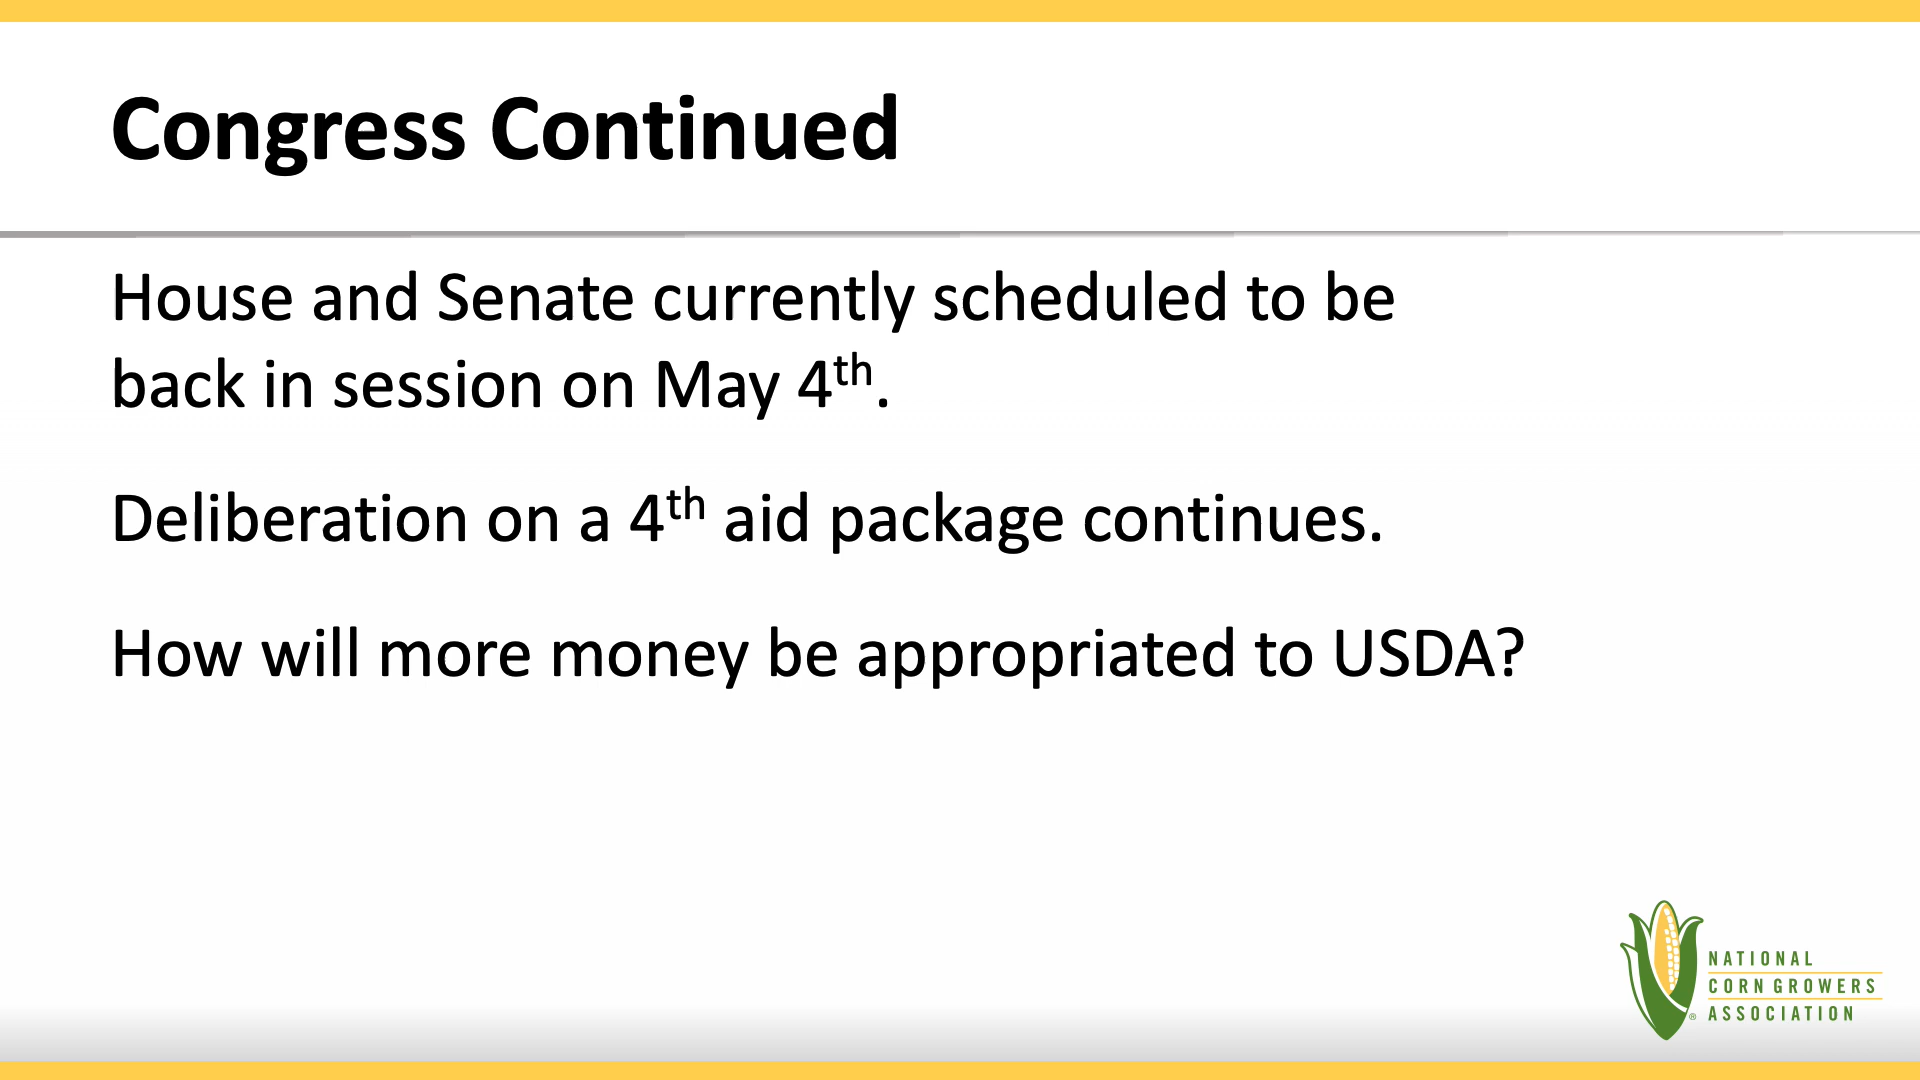 Congress Continued
House and Senate currently scheduled to be
back in session on May 4th.
Deliberation on a 4th aid package continues.
How will more money be appropriated to USDA?
NATIONAL
CORN GROWERS
ASSOCIATION
®